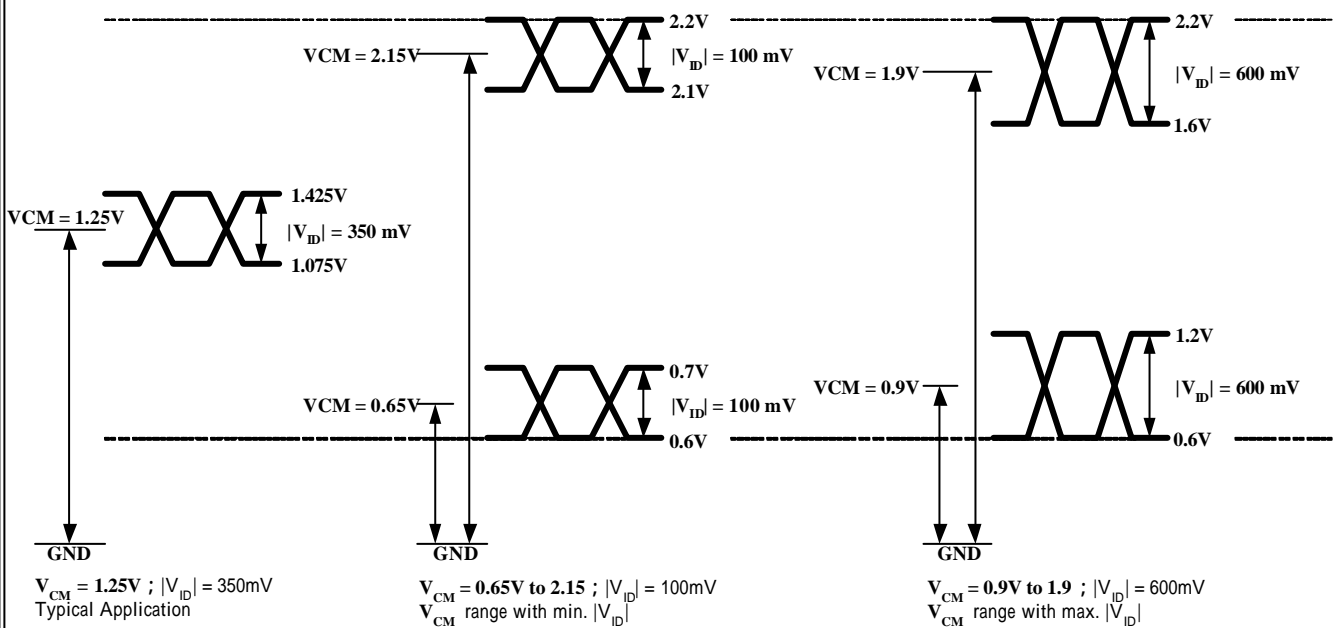 2.2V
VCM = 2.15V
|VID| = 100 mV
2.1V
2.2V
VCM = 1.9V
|VID| = 600 mV
1.6V
1.425V
VCM = 1.25V
|VID| = 350 mV
1.075V
0.7V
VCM = 0.65V
|VID| = 100 mV
0.6V
1.2V
VCM = 0.9V
|VID| = 600 mV
0.6V
GND
GND
GND
VCM = 1.25V ; |VID| = 350mV
Typical Application
VCM = 0.65V to 2.15 ; |VID| = 100mV
VCM range with min. |VID|
VCM = 0.9V to 1.9 ; |VID| = 600mV
VCM range with max. |VID|